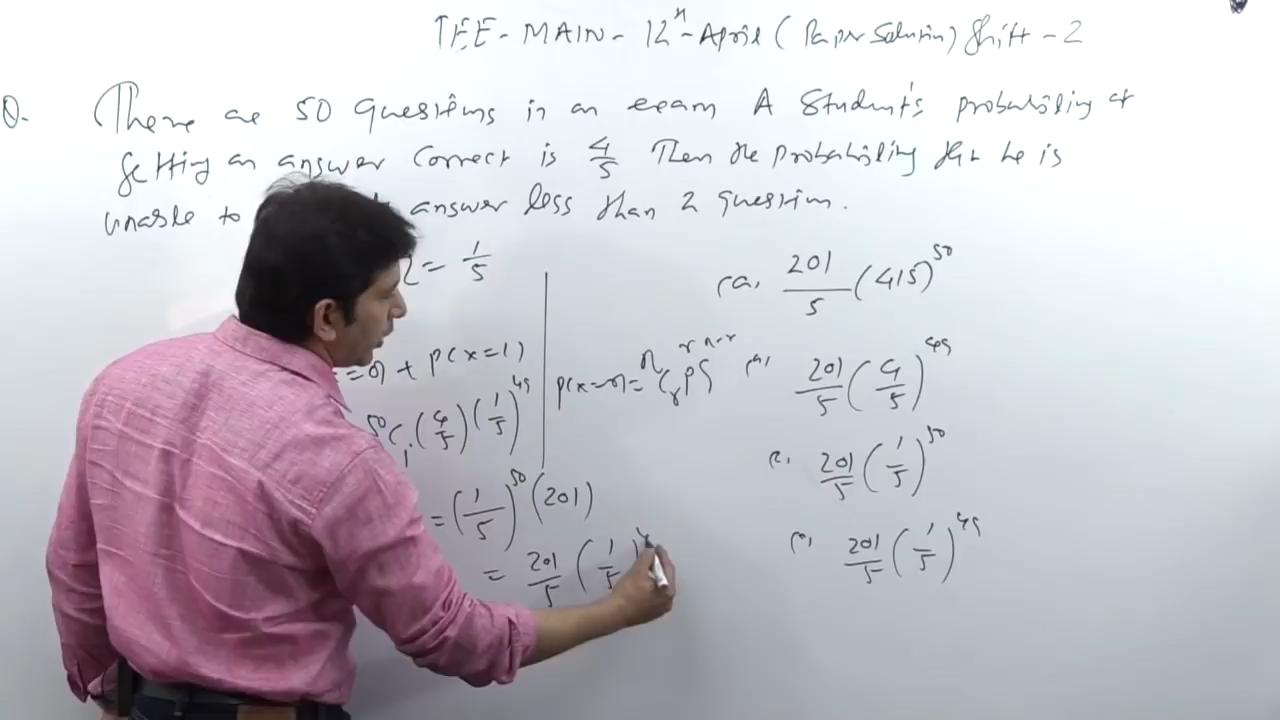 JEE-MAIN-12th-April (Paper Solution) Shift-2
Q. There are 50 Questions in an exam A Student's probability of
getting an answer correct is 4/5 Then the probability that he is
unable to answer less than 2 question.
= 1/5
=0) + P(x=1)
50C1 (4/5) (1/5)^49
= (1/5)^50 (201)
= 201/5 (1/5)
P(x=r) = nCr p^r q^n-r
(a) 201/5 (4/5)^50
201/5 (4/5)^49
201/5 (1/5)^50
201/5 (1/5)^49